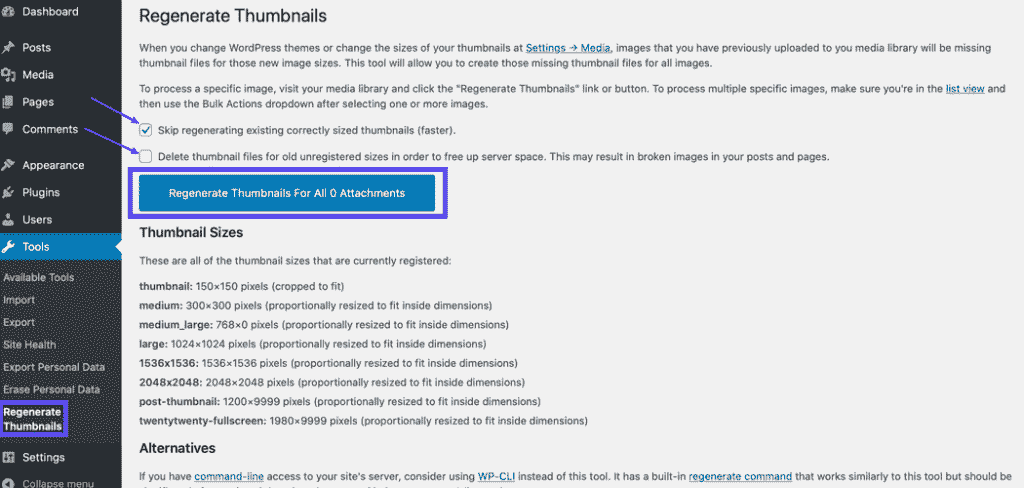 Dashboard
Posts
Media
Pages
Comments
Appearance
Plugins
Users
Tools
Available Tools
Import
Export
Site Health
Export Personal Data
Erase Personal Data
Regenerate
Thumbnails
Settings
Collapse menu
Regenerate Thumbnails
When you change WordPress themes or change the sizes of your thumbnails at Settings → Media, images that you have previously uploaded to you media library will be missing
thumbnail files for those new image sizes. This tool will allow you to create those missing thumbnail files for all images.
To process a specific image, visit your media library and click the "Regenerate Thumbnails" link or button. To process multiple specific images, make sure you're in the list view and
then use the Bulk Actions dropdown after selecting one or more images.
Skip regenerating existing correctly sized thumbnails (faster).
Delete thumbnail files for old unregistered sizes in order to free up server space. This may result in broken images in your posts and pages.
Regenerate Thumbnails For All 0 Attachments
Thumbnail Sizes
These are all of the thumbnail sizes that are currently registered:
thumbnail: 150×150 pixels (cropped to fit)
medium: 300×300 pixels (proportionally resized to fit inside dimensions)
medium_large: 768×0 pixels (proportionally resized to fit inside dimensions)
large: 1024×1024 pixels (proportionally resized to fit inside dimensions)
1536x1536: 1536×1536 pixels (proportionally resized to fit inside dimensions)
2048x2048: 2048×2048 pixels (proportionally resized to fit inside dimensions)
post-thumbnail: 1200×9999 pixels (proportionally resized to fit inside dimensions)
twentytwenty-fullscreen: 1980×9999 pixels (proportionally resized to fit inside dimensions)
Alternatives
If you have command-line access to your site's server, consider using WP-CLI instead of this tool. It has a built-in regenerate command that works similarly to this tool but should be